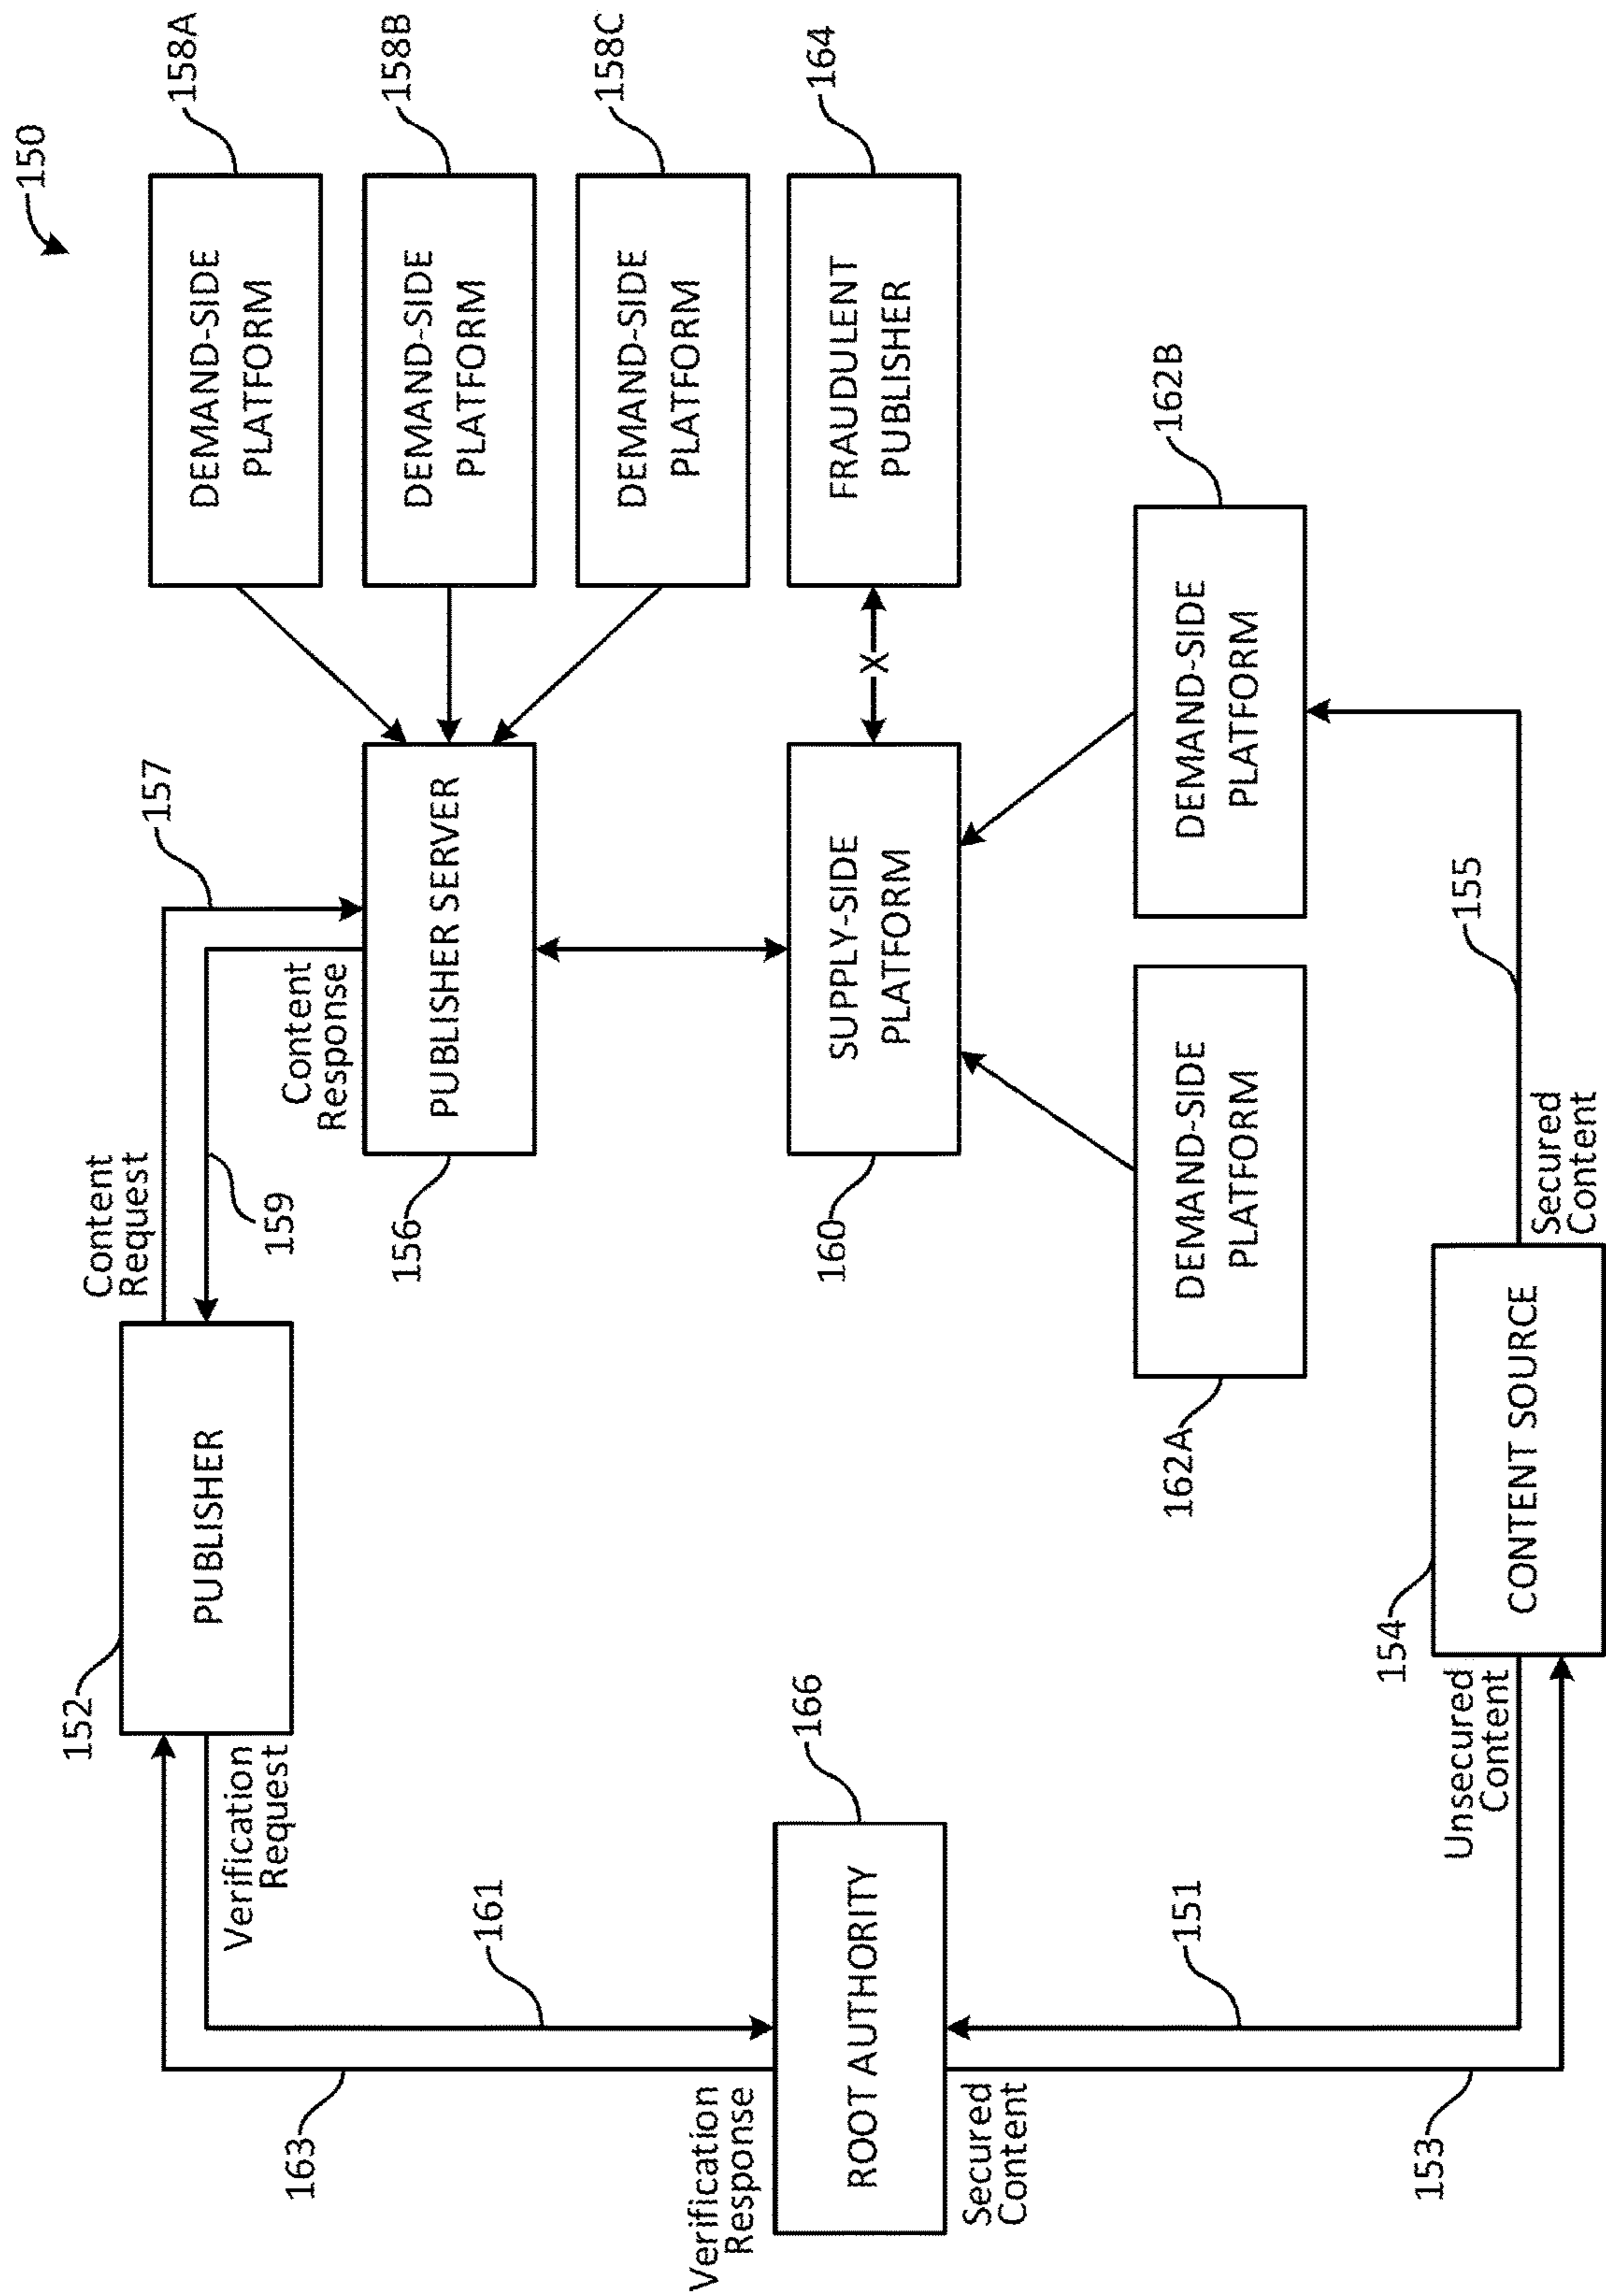 150
152
PUBLISHER
Content
Request
157
159
Content
Response
Verification
Request
161
163
Verification
Response
166
ROOT AUTHORITY
Secured
Content
151
153
156
PUBLISHER SERVER
158A
DEMAND-SIDE
PLATFORM
158B
DEMAND-SIDE
PLATFORM
158C
DEMAND-SIDE
PLATFORM
164
FRAUDULENT
PUBLISHER
X
160
SUPPLY-SIDE
PLATFORM
162A
DEMAND-SIDE
PLATFORM
162B
DEMAND-SIDE
PLATFORM
154
CONTENT SOURCE
Unsecured
Content
Secured
Content
155